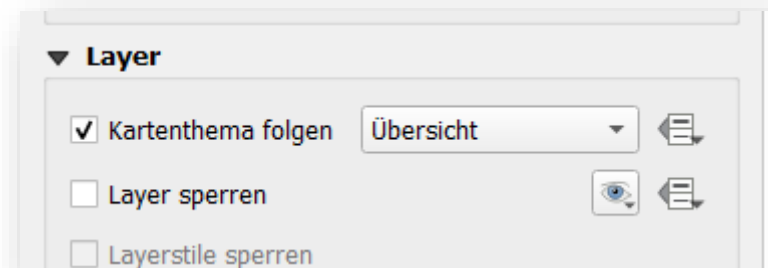 Layer
Kartenthema folgen Übersicht
Layer sperren
Layerstile sperren